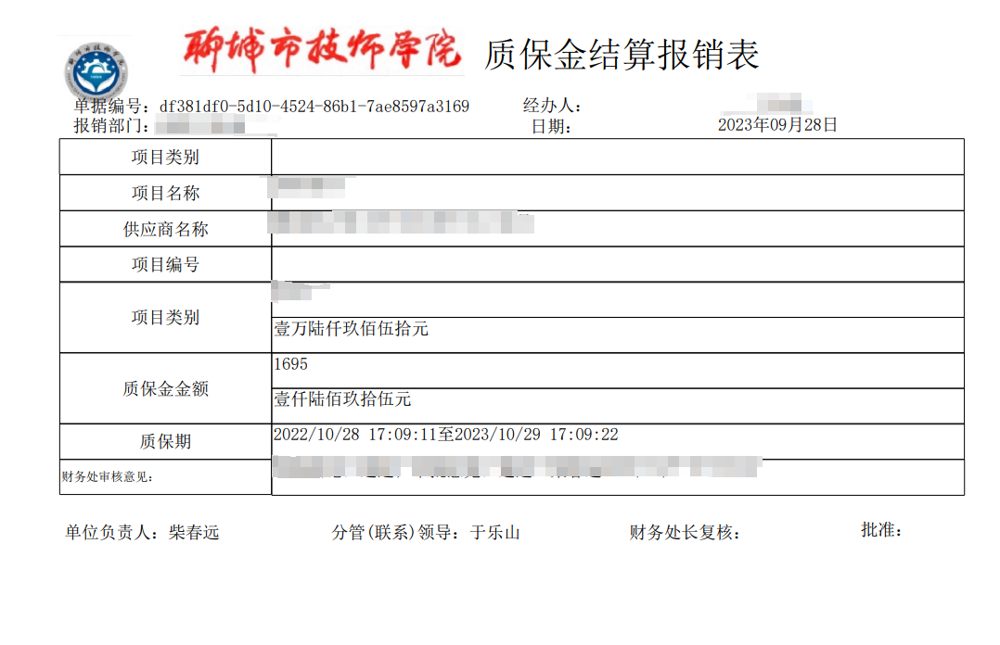 聊城市技师学院 质保金结算报销表
单据编号：df381df0-5d10-4524-86b1-7ae8597a3169 经办人：
报销部门： 日期： 2023年09月28日
项目类别
项目名称
供应商名称
项目编号
项目类别
壹万陆仟玖佰伍拾元
质保金金额
1695
壹仟陆佰玖拾伍元
质保期 2022/10/28 17:09:11至2023/10/29 17:09:22
财务处审核意见：
单位负责人：柴春远 分管(联系)领导：于乐山 财务处长复核： 批准：